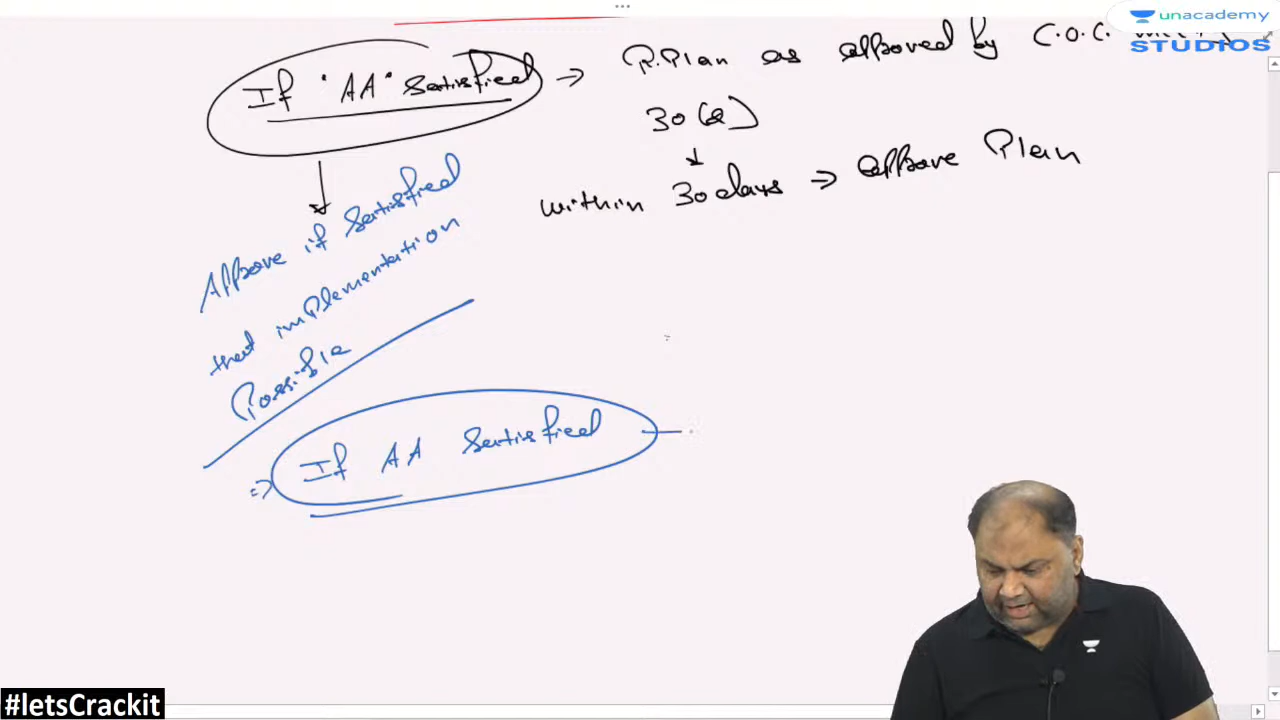 unacademy
STUDIOS
If "AA" satisfied → R.Plan as approved by C.O.C.
30(2)
within 30 days ⇒ approve Plan
Approve if satisfied
that implementation
Possible
⇒ If AA satisfied —
#letsCrackit